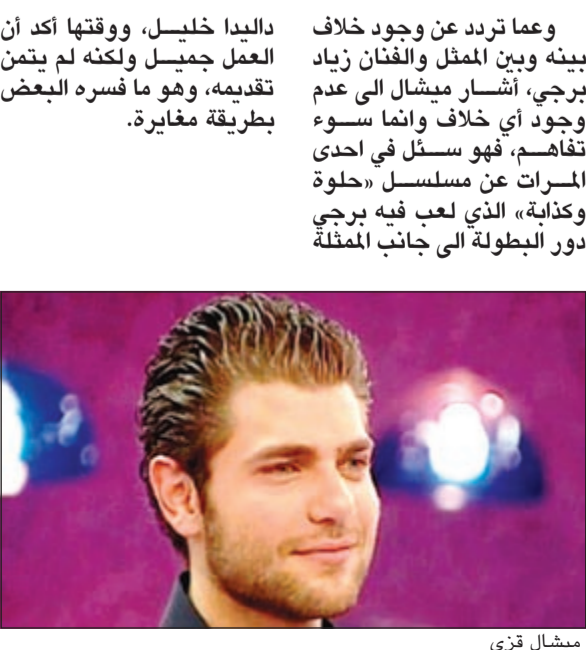 وعما تردد عن وجود خلاف
بينه وبين الممثل والفنان زياد
برجي، أشار ميشال الى عدم
وجود أي خلاف وانما سوء
تفاهم، فهو سئل في احدى
المرات عن مسلسل «حلوة
وكذابة» الذي لعب فيه برجي
دور البطولة الى جانب الممثلة
داليدا خليل، ووقتها أكد أن
العمل جميل ولكنه لم يتمن
تقديمه، وهو ما فسره البعض
بطريقة مغايرة.
ميشال قزي